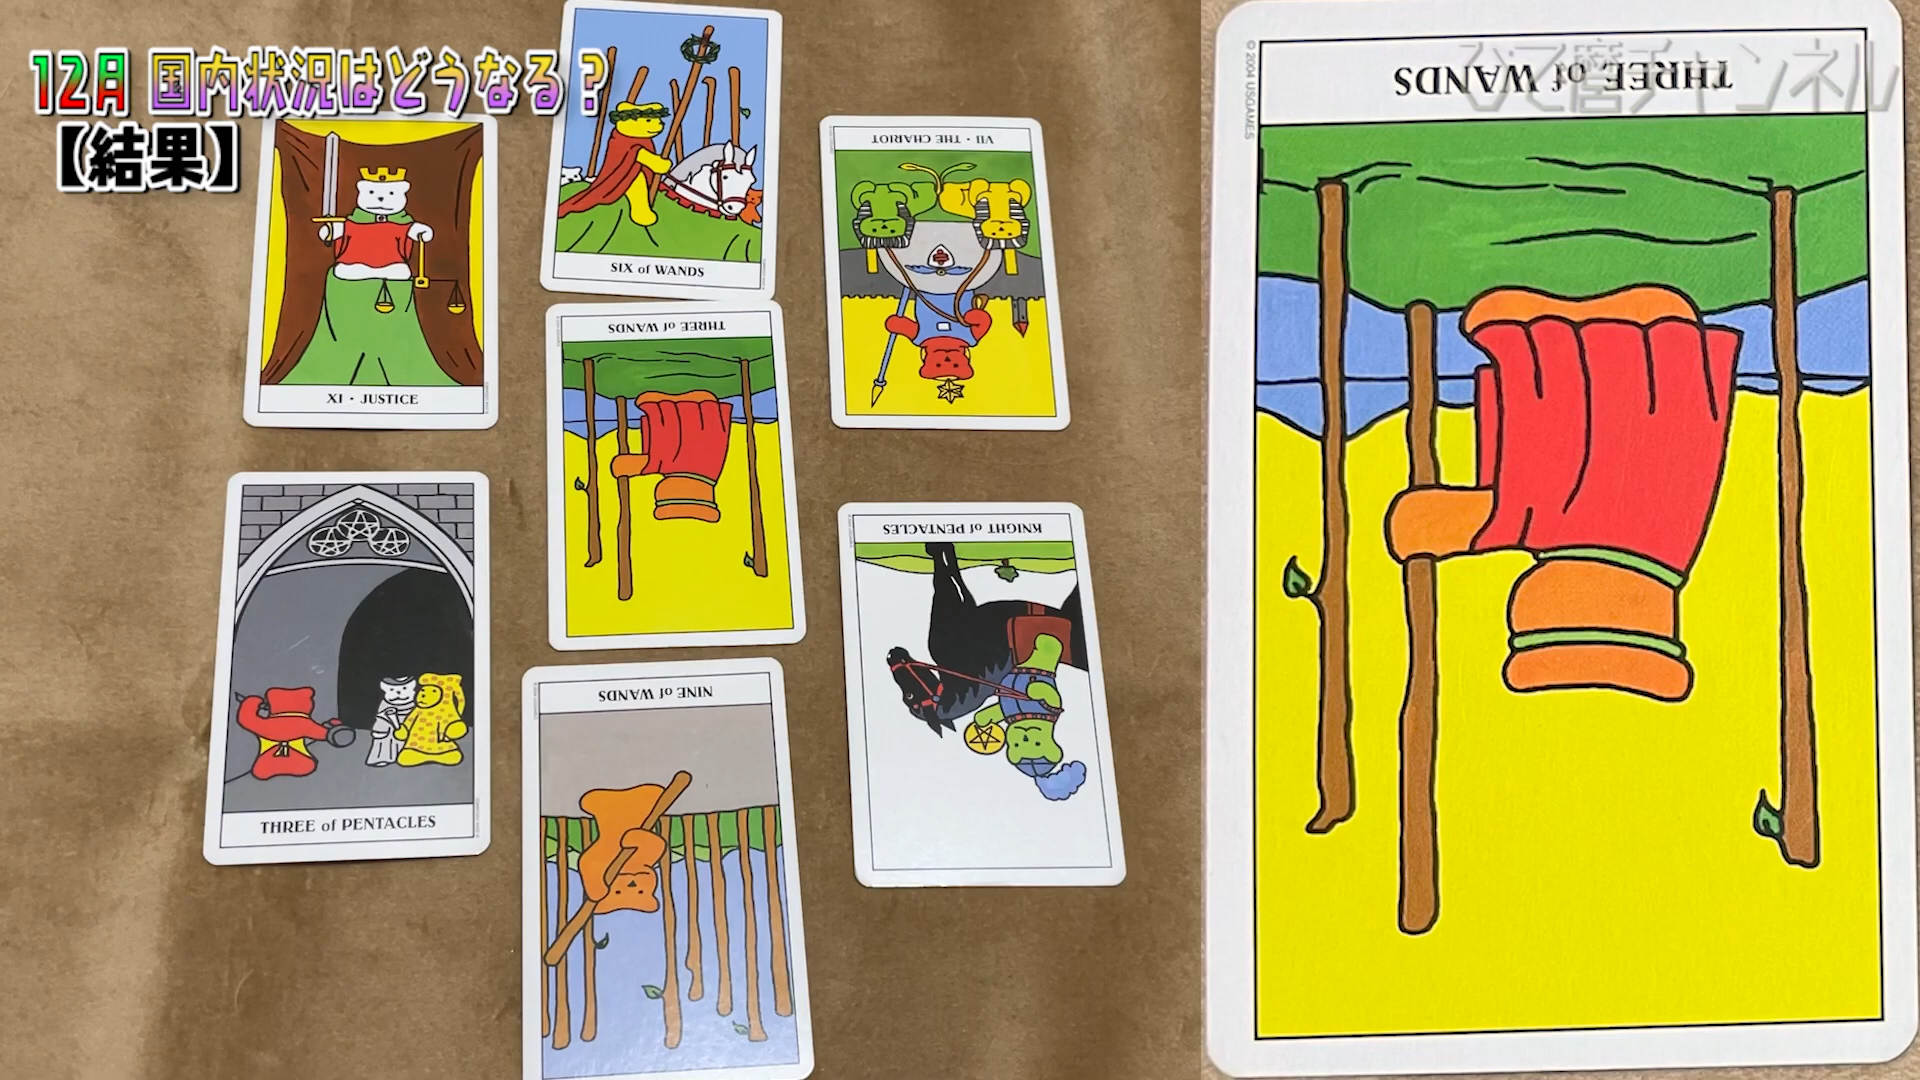 12月 国内状況はどうなる？
【結果】
ひで麿チャンネル
XI • JUSTICE
SIX of WANDS
VII • THE CHARIOT
THREE of WANDS
THREE of PENTACLES
NINE of WANDS
KNIGHT of PENTACLES
© 2004 USGAMES
THREE of WANDS